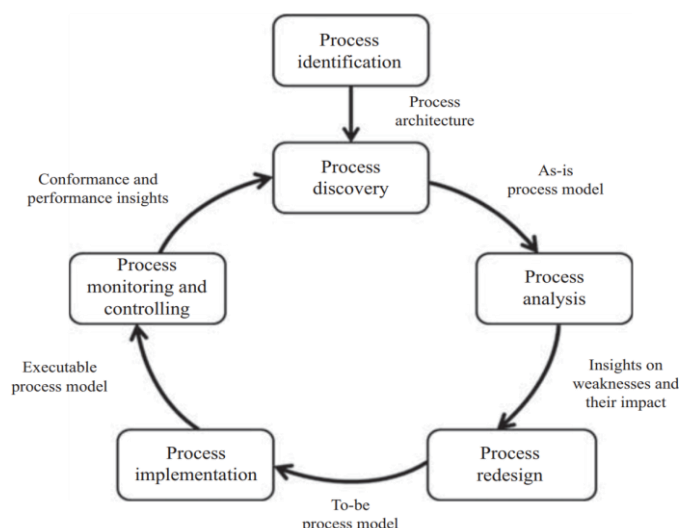 Process
identification
Process
architecture
Process
discovery
As-is
process model
Process
analysis
Insights on
weaknesses and
their impact
Process
redesign
To-be
process model
Process
implementation
Executable
process model
Process
monitoring and
controlling
Conformance and
performance insights